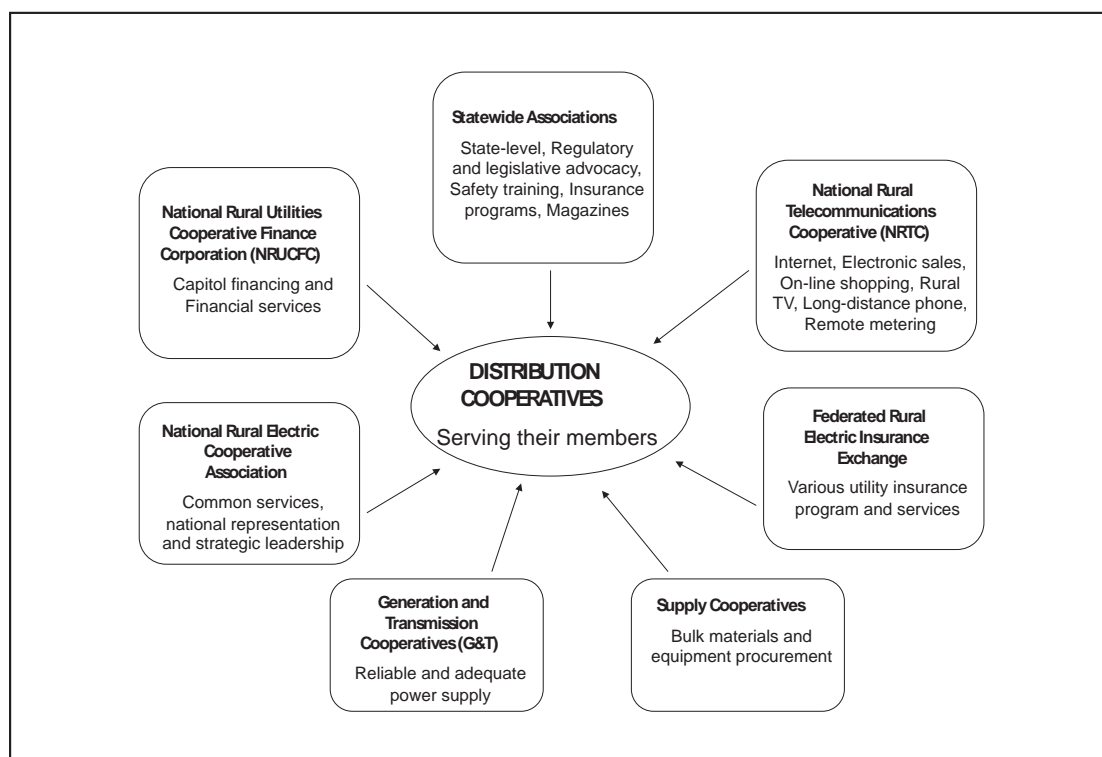 Statewide Associations
State-level, Regulatory
and legislative advocacy,
Safety training, Insurance
programs, Magazines
National Rural Utilities
Cooperative Finance
Corporation (NRUCFC)
Capitol financing and
Financial services
National Rural
Telecommunications
Cooperative (NRTC)
Internet, Electronic sales,
On-line shopping, Rural
TV, Long-distance phone,
Remote metering
DISTRIBUTION
COOPERATIVES
Serving their members
National Rural Electric
Cooperative
Association
Common services,
national representation
and strategic leadership
Federated Rural
Electric Insurance
Exchange
Various utility insurance
program and services
Generation and
Transmission
Cooperatives (G&T)
Reliable and adequate
power supply
Supply Cooperatives
Bulk materials and
equipment procurement